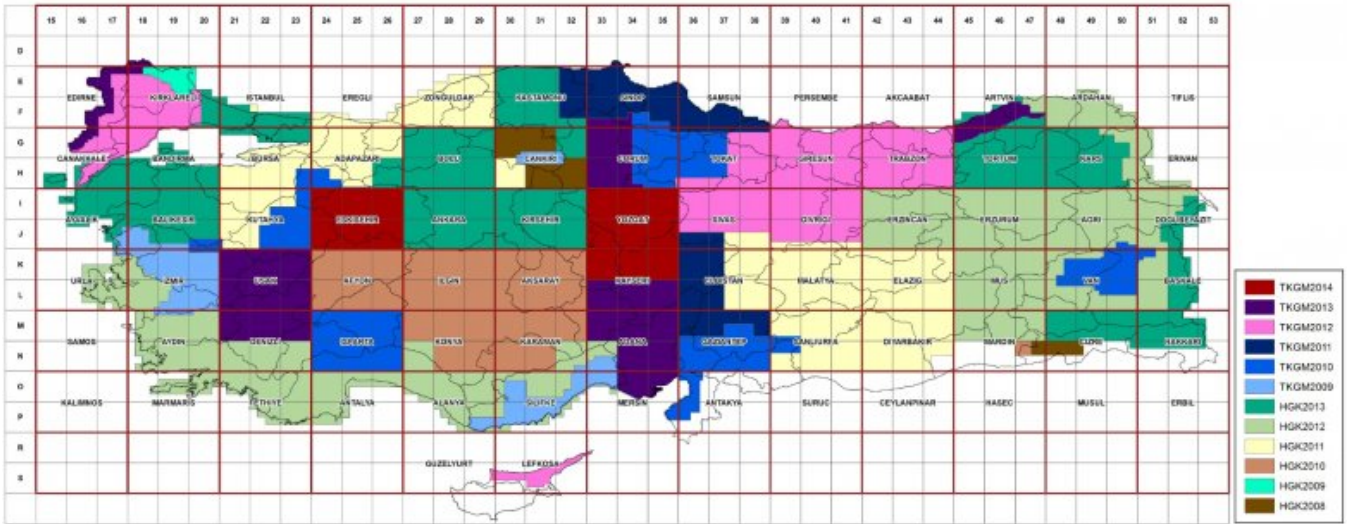 15 16 17 18 19 20 21 22 23 24 25 26 27 28 29 30 31 32 33 34 35 36 37 38 39 40 41 42 43 44 45 46 47 48 49 50 51 52 53
D
E
EDIRNE KIRKLARELI ISTANBUL EREGLI ZONGULDAK KASTAMONU SINOP SAMSUN PERSEMBE AKCAABAT ARTVIN ARDAHAN TIFLIS
F
G
CANAKKALE BANDIRMA BURSA ADAPAZARI BOLU CANKIRI CORUM TOKAT GIRESUN TRABZON TORTUM KARS ERIVAN
H
I
AYVALIK BALIKESIR KUTAHYA ESKISEHIR ANKARA KIRSEHIR YOZGAT SIVAS DIVRIGI ERZINCAN ERZURUM AGRI DOGUBEYAZIT
J
K
URLA IZMIR USAK AFYON ILGIN AKSARAY KAYSERI ELBISTAN MALATYA ELAZIG MUS VAN BASKALE
L
M
SAMOS AYDIN DENIZLI ISPARTA KONYA KARAMAN ADANA GAZIANTEP SANLIURFA DIYARBAKIR MARDIN CIZRE HAKKARI
N
O
KALIMNOS MARMARIS FETHIYE ANTALYA ALANYA SILIFKE MERSIN ANTAKYA SURUC CEYLANPINAR HASEC MUSUL ERBIL
P
R
GUZELYURT LEFKOSA
S
TKGM2014
TKGM2013
TKGM2012
TKGM2011
TKGM2010
TKGM2009
HGK2013
HGK2012
HGK2011
HGK2010
HGK2009
HGK2008